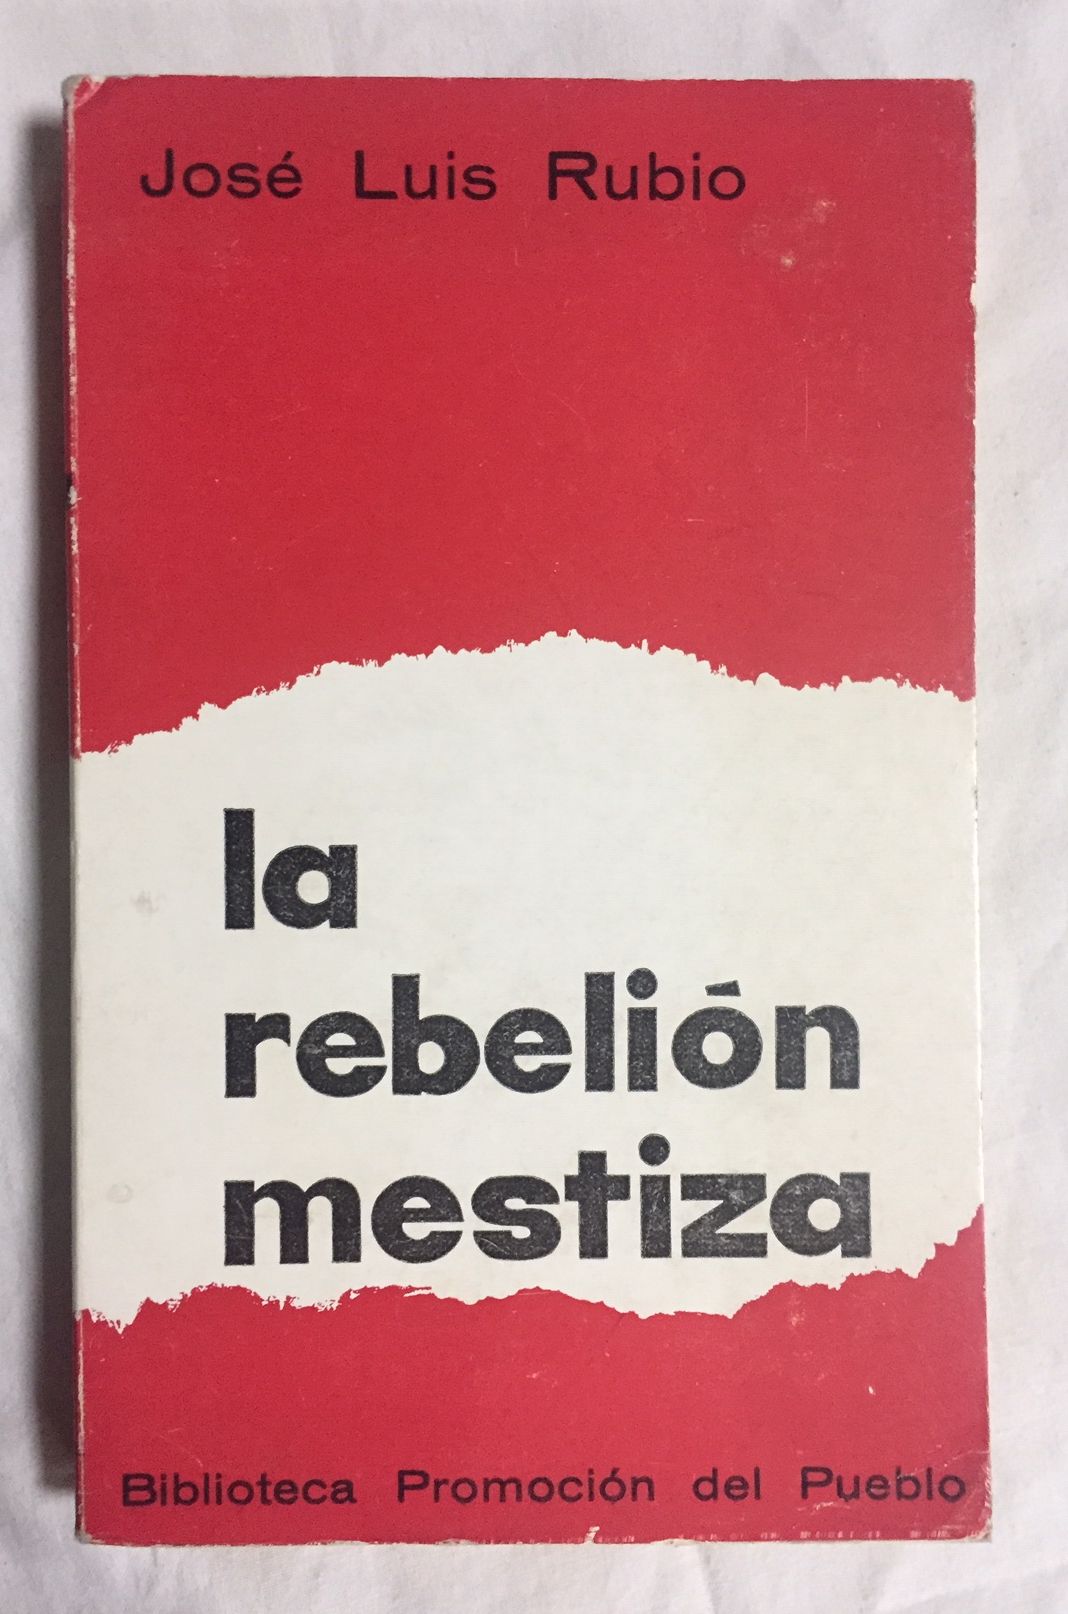 José Luis Rubio
la
rebelión
mestiza
Biblioteca Promoción del Pueblo